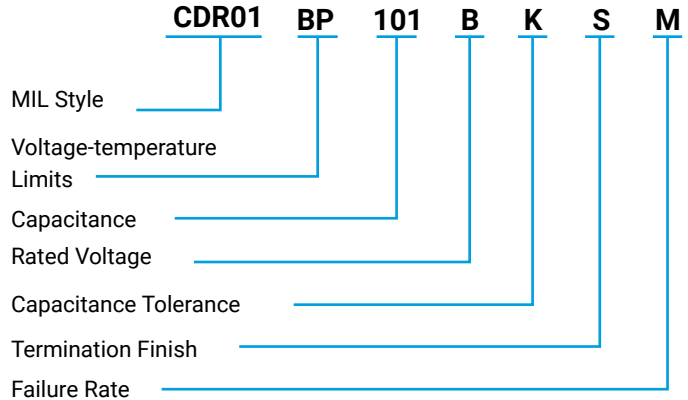 CDR01 BP 101 B K S M
MIL Style
Voltage-temperature
Limits
Capacitance
Rated Voltage
Capacitance Tolerance
Termination Finish
Failure Rate